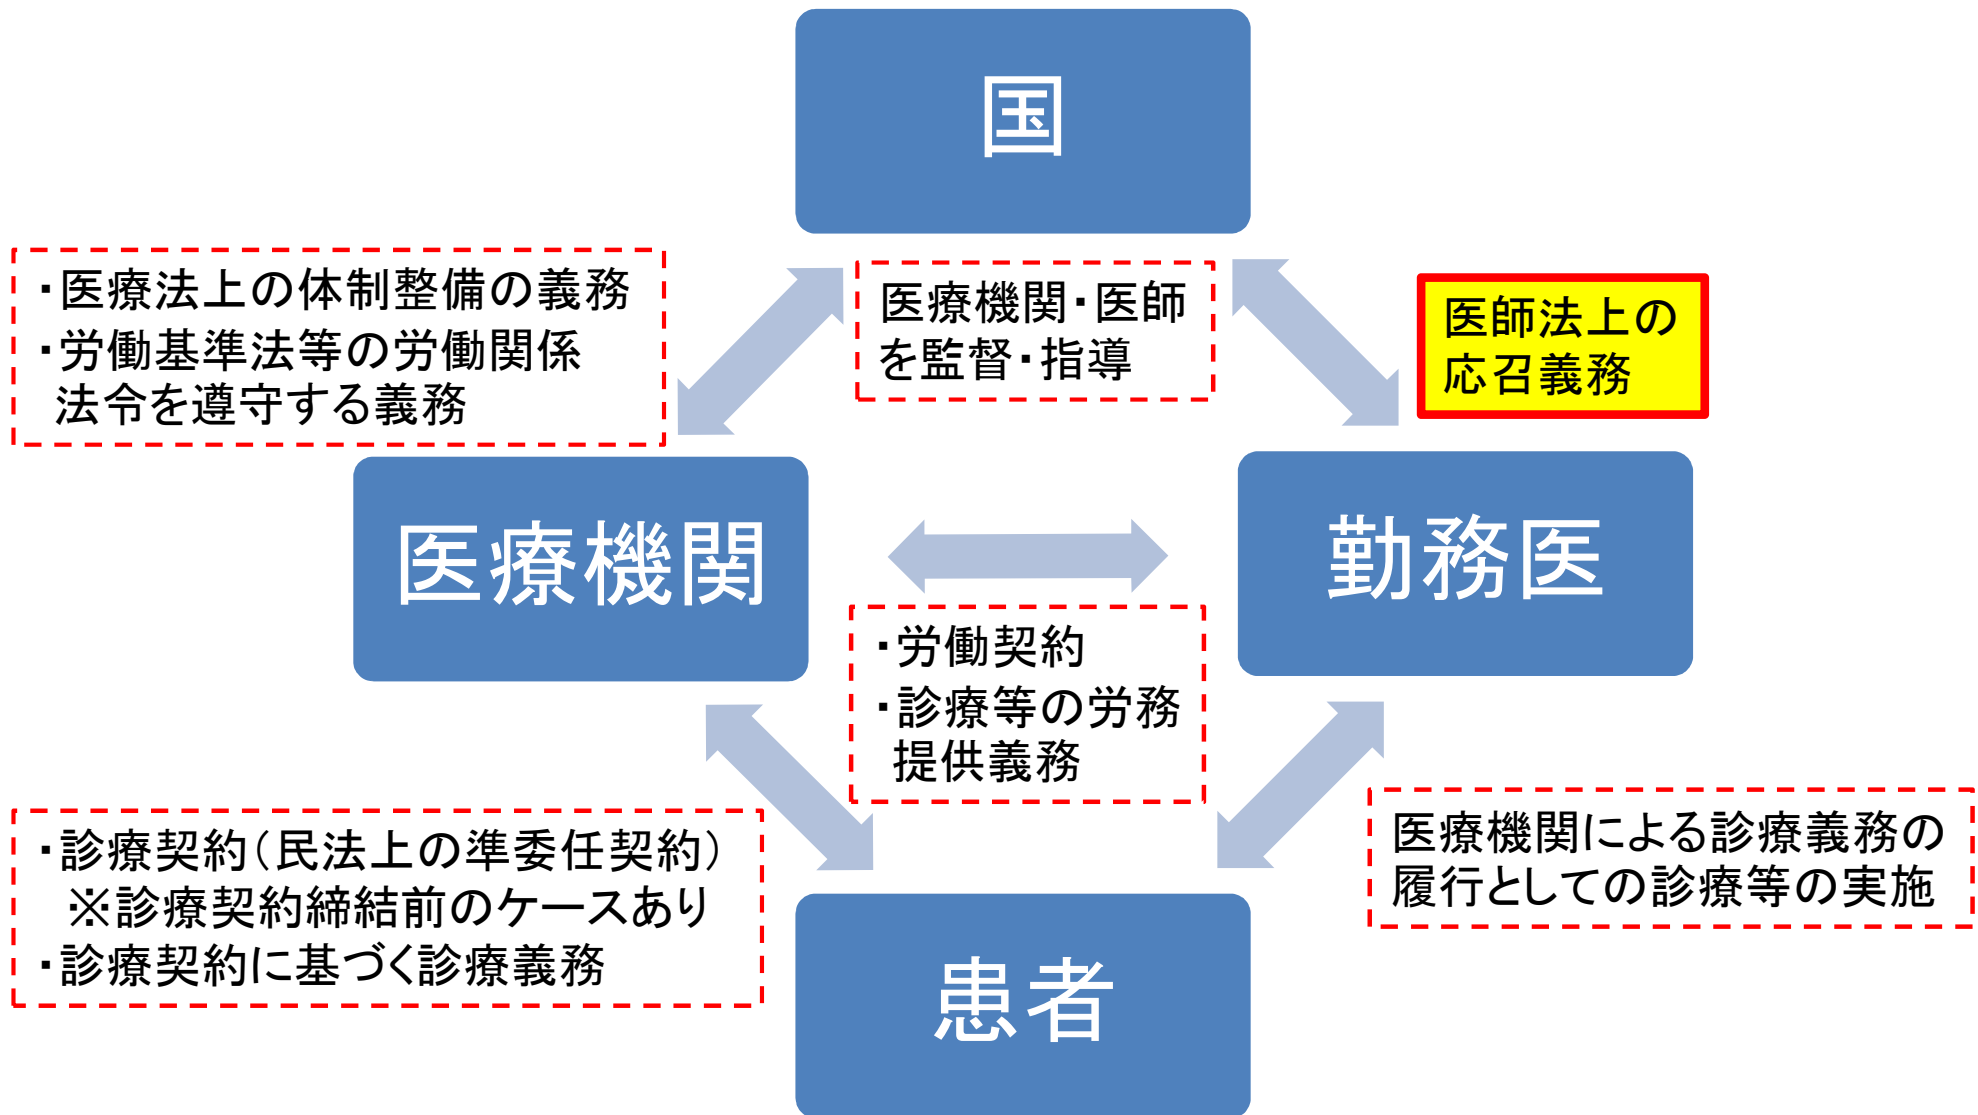 国
・医療法上の体制整備の義務
・労働基準法等の労働関係
法令を遵守する義務
医療機関・医師
を監督・指導
医師法上の
応召義務
医療機関
勤務医
・労働契約
・診療等の労務
提供義務
・診療契約（民法上の準委任契約）
※診療契約締結前のケースあり
・診療契約に基づく診療義務
医療機関による診療義務の
履行としての診療等の実施
患者